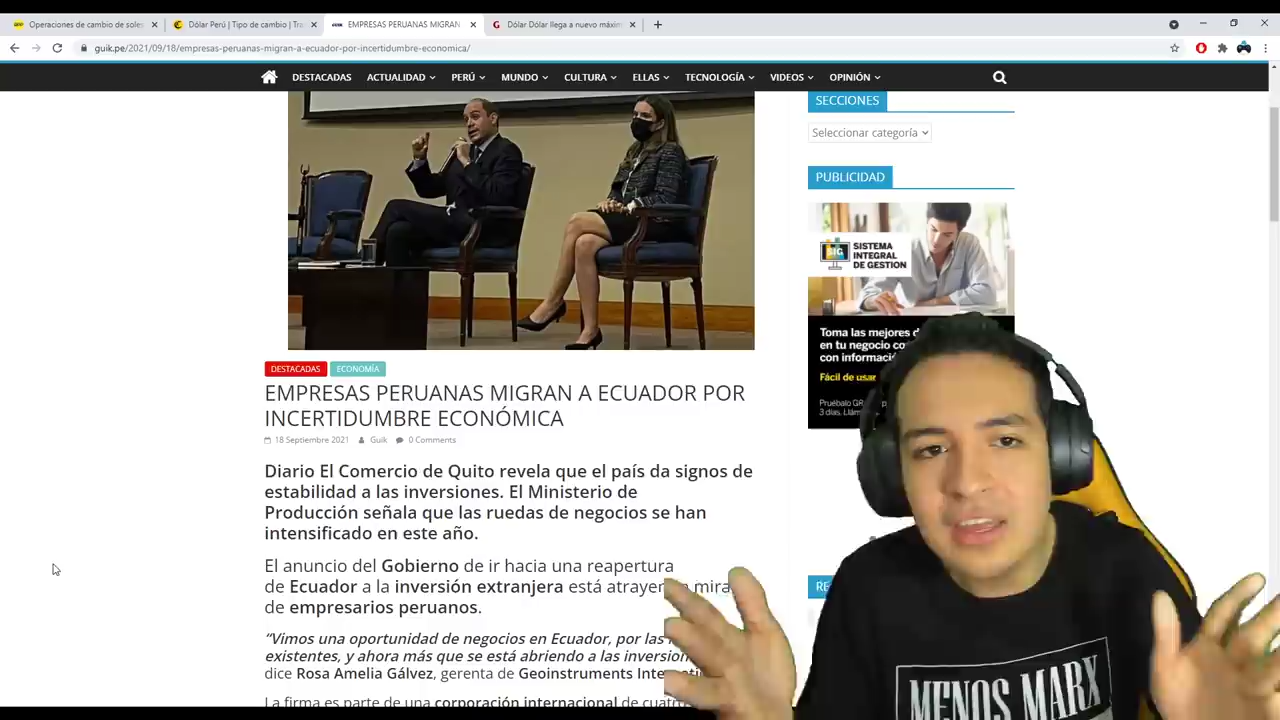 Operaciones de cambio de soles
Dólar Perú | Tipo de cambio | Tra
EMPRESAS PERUANAS MIGRAN
Dólar Dólar llega a nuevo máxim
guik.pe/2021/09/18/empresas-peruanas-migran-a-ecuador-por-incertidumbre-economica/
DESTACADAS ACTUALIDAD PERÚ MUNDO CULTURA ELLAS TECNOLOGÍA VIDEOS OPINIÓN
SECCIONES
Seleccionar categoría
PUBLICIDAD
SIG
SISTEMA
INTEGRAL
DE GESTION
Toma las mejores d
en tu negocio co
con informació
Fácil de usar
Pruébalo GR
3 días, Llám
RE
DESTACADAS ECONOMÍA
EMPRESAS PERUANAS MIGRAN A ECUADOR POR
INCERTIDUMBRE ECONÓMICA
18 Septiembre 2021 Guik 0 Comments
Diario El Comercio de Quito revela que el país da signos de
estabilidad a las inversiones. El Ministerio de
Producción señala que las ruedas de negocios se han
intensificado en este año.
El anuncio del Gobierno de ir hacia una reapertura
de Ecuador a la inversión extranjera está atrayen mira
de empresarios peruanos.
“Vimos una oportunidad de negocios en Ecuador, por las
existentes, y ahora más que se está abriendo a las inversion
dice Rosa Amelia Gálvez, gerenta de Geoinstruments Inte
La firma es parte de una corporación internacional de cuat
MENOS MARX